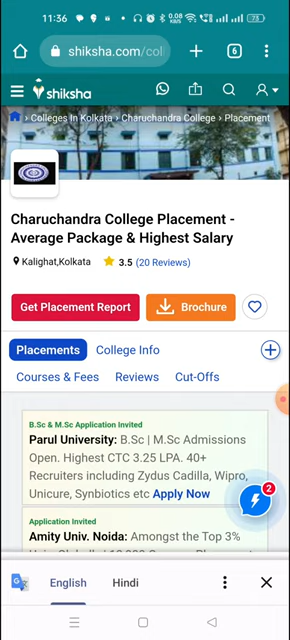 11:36
0.08
KB/S
73
shiksha.com/col
6
shiksha
› Colleges In Kolkata › Charuchandra College › Placement
Charuchandra College Placement -
Average Package & Highest Salary
Kalighat,Kolkata
3.5 (20 Reviews)
Get Placement Report
Brochure
Placements
College Info
Courses & Fees
Reviews
Cut-Offs
B.Sc & M.Sc Application Invited
Parul University: B.Sc | M.Sc Admissions
Open. Highest CTC 3.25 LPA. 40+
Recruiters including Zydus Cadilla, Wipro,
Unicure, Synbiotics etc Apply Now
2
Application Invited
Amity Univ. Noida: Amongst the Top 3%
English
Hindi